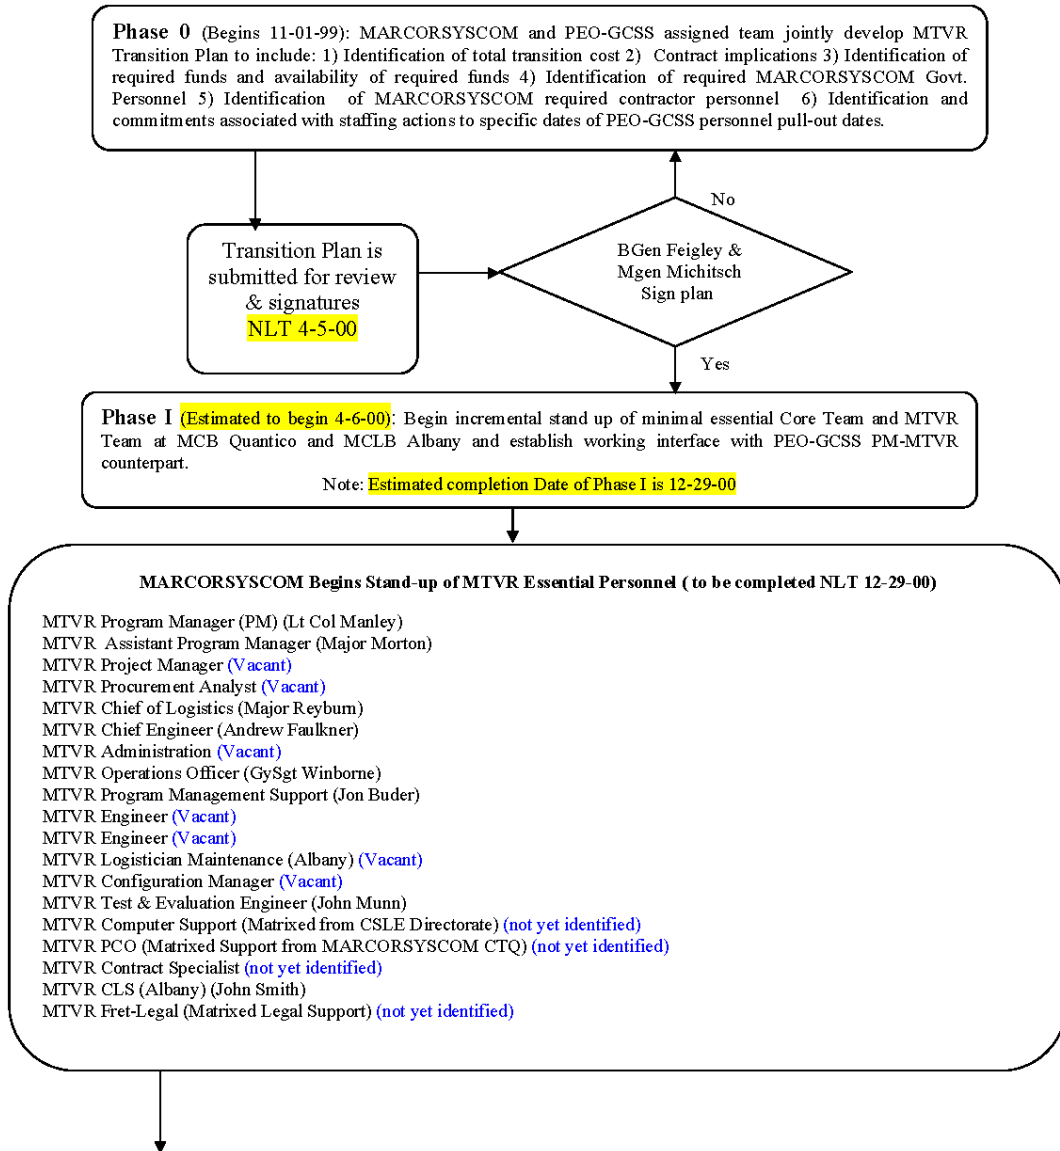 Phase 0 (Begins 11-01-99): MARCORSYSCOM and PEO-GCSS assigned team jointly develop MTVR
Transition Plan to include: 1) Identification of total transition cost 2) Contract implications 3) Identification of
required funds and availability of required funds 4) Identification of required MARCORSYSCOM Govt.
Personnel 5) Identification of MARCORSYSCOM required contractor personnel 6) Identification and
commitments associated with staffing actions to specific dates of PEO-GCSS personnel pull-out dates.
Transition Plan is
submitted for review
& signatures
NLT 4-5-00
No
BGen Feigley &
Mgen Michitsch
Sign plan
Yes
Phase I (Estimated to begin 4-6-00): Begin incremental stand up of minimal essential Core Team and MTVR
Team at MCB Quantico and MCLB Albany and establish working interface with PEO-GCSS PM-MTVR
counterpart.
Note: Estimated completion Date of Phase I is 12-29-00
MARCORSYSCOM Begins Stand-up of MTVR Essential Personnel ( to be completed NLT 12-29-00)
MTVR Program Manager (PM) (Lt Col Manley)
MTVR Assistant Program Manager (Major Morton)
MTVR Project Manager (Vacant)
MTVR Procurement Analyst (Vacant)
MTVR Chief of Logistics (Major Reyburn)
MTVR Chief Engineer (Andrew Faulkner)
MTVR Administration (Vacant)
MTVR Operations Officer (GySgt Winborne)
MTVR Program Management Support (Jon Buder)
MTVR Engineer (Vacant)
MTVR Engineer (Vacant)
MTVR Logistician Maintenance (Albany) (Vacant)
MTVR Configuration Manager (Vacant)
MTVR Test & Evaluation Engineer (John Munn)
MTVR Computer Support (Matrixed from CSLE Directorate) (not yet identified)
MTVR PCO (Matrixed Support from MARCORSYSCOM CTQ) (not yet identified)
MTVR Contract Specialist (not yet identified)
MTVR CLS (Albany) (John Smith)
MTVR Fret-Legal (Matrixed Legal Support) (not yet identified)